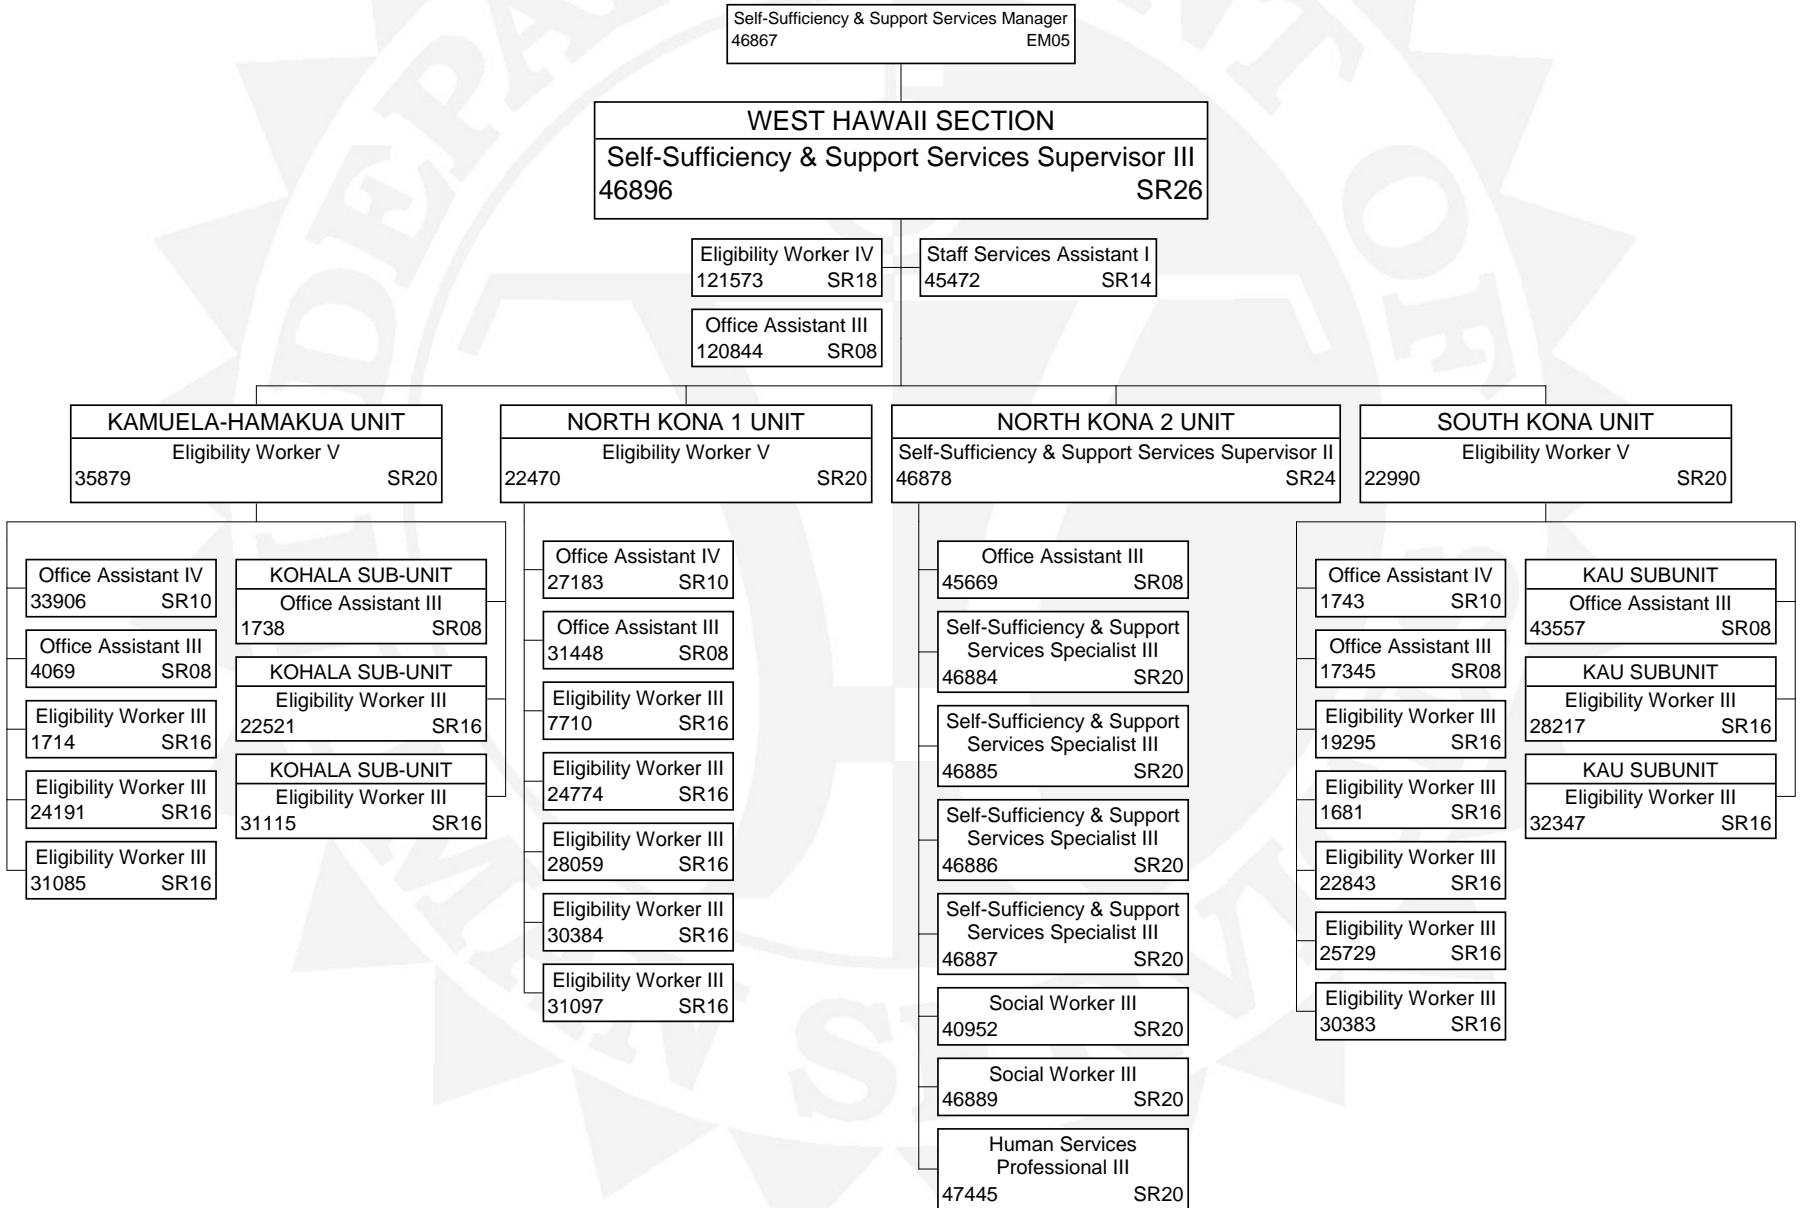 Self-Sufficiency & Support Services Manager
46867 EM05
WEST HAWAII SECTION
Self-Sufficiency & Support Services Supervisor III
46896 SR26
Eligibility Worker IV
121573 SR18
Staff Services Assistant I
45472 SR14
Office Assistant III
120844 SR08
KAMUELA-HAMAKUA UNIT
Eligibility Worker V
35879 SR20
Office Assistant IV
33906 SR10
Office Assistant III
4069 SR08
Eligibility Worker III
1714 SR16
Eligibility Worker III
24191 SR16
Eligibility Worker III
31085 SR16
KOHALA SUB-UNIT
Office Assistant III
1738 SR08
KOHALA SUB-UNIT
Eligibility Worker III
22521 SR16
KOHALA SUB-UNIT
Eligibility Worker III
31115 SR16
NORTH KONA 1 UNIT
Eligibility Worker V
22470 SR20
Office Assistant IV
27183 SR10
Office Assistant III
31448 SR08
Eligibility Worker III
7710 SR16
Eligibility Worker III
24774 SR16
Eligibility Worker III
28059 SR16
Eligibility Worker III
30384 SR16
Eligibility Worker III
31097 SR16
NORTH KONA 2 UNIT
Self-Sufficiency & Support Services Supervisor II
46878 SR24
Office Assistant III
45669 SR08
Self-Sufficiency & Support
Services Specialist III
46884 SR20
Self-Sufficiency & Support
Services Specialist III
46885 SR20
Self-Sufficiency & Support
Services Specialist III
46886 SR20
Self-Sufficiency & Support
Services Specialist III
46887 SR20
Social Worker III
40952 SR20
Social Worker III
46889 SR20
Human Services
Professional III
47445 SR20
SOUTH KONA UNIT
Eligibility Worker V
22990 SR20
Office Assistant IV
1743 SR10
Office Assistant III
17345 SR08
Eligibility Worker III
19295 SR16
Eligibility Worker III
1681 SR16
Eligibility Worker III
22843 SR16
Eligibility Worker III
25729 SR16
Eligibility Worker III
30383 SR16
KAU SUBUNIT
Office Assistant III
43557 SR08
KAU SUBUNIT
Eligibility Worker III
28217 SR16
KAU SUBUNIT
Eligibility Worker III
32347 SR16